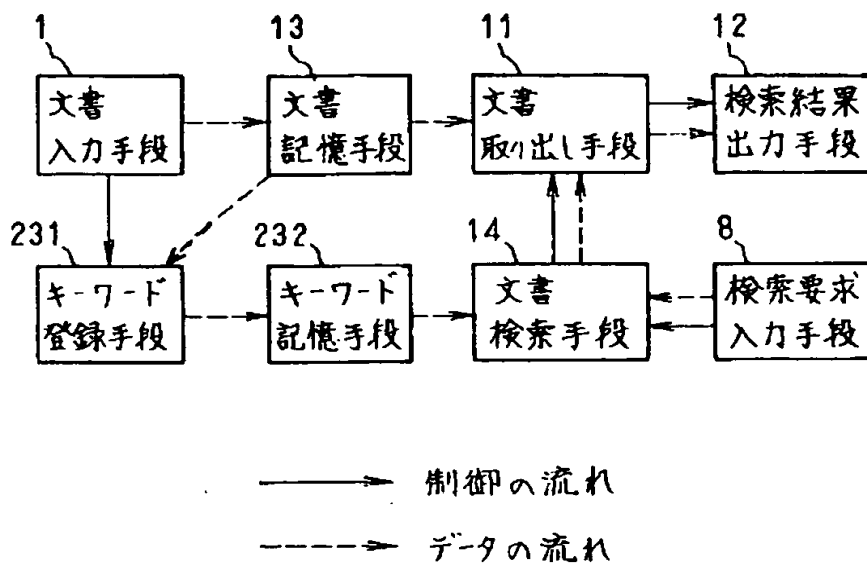 1
13
11
12
文書
入力手段
文書
記憶手段
文書
取り出し手段
検索結果
出力手段
231
232
14
8
キーワード
登録手段
キーワード
記憶手段
文書
検索手段
検索要求
入力手段
制御の流れ
データの流れ